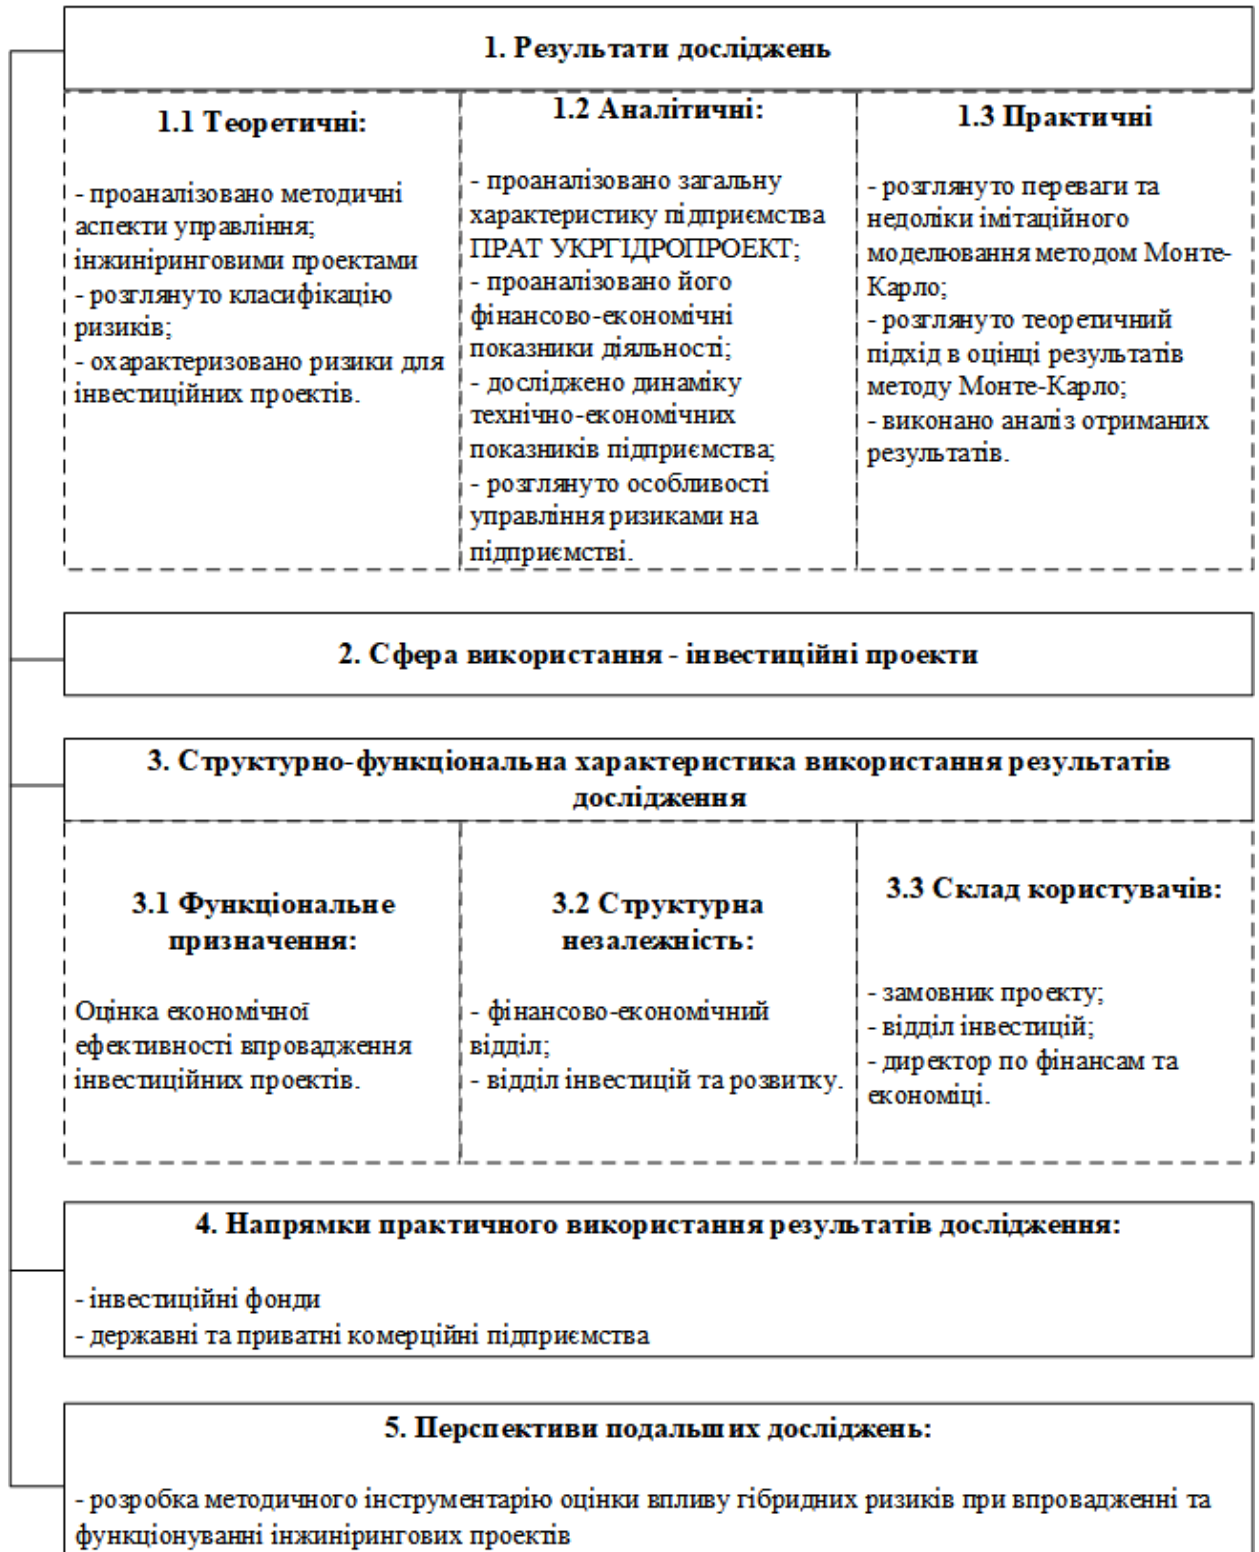 1. Результати досліджень
1.1 Теоретичні:
- проаналізовано методичні
аспекти управління;
інжиніринговими проектами
- розглянуто класифікацію
ризиків;
- охарактеризовано ризики для
інвестиційних проектів.
1.2 Аналітичні:
- проаналізовано загальну
характеристику підприємства
ПРАТ УКРГІДРОПРОЕКТ;
- проаналізовано його
фінансово-економічні
показники діяльності;
- досліджено динаміку
технічно-економічних
показників підприємства;
- розглянуто особливості
управління ризиками на
підприємстві.
1.3 Практичні
- розглянуто переваги та
недоліки імітаційного
моделювання методом Монте-
Карло;
- розглянуто теоретичний
підхід в оцінці результатів
методу Монте-Карло;
- виконано аналіз отриманих
результатів.
2. Сфера використання - інвестиційні проекти
3. Структурно-функціональна характеристика використання результатів
дослідження
3.1 Функціональне
призначення:
Оцінка економічної
ефективності впровадження
інвестиційних проектів.
3.2 Структурна
незалежність:
- фінансово-економічний
відділ;
- відділ інвестицій та розвитку.
3.3 Склад користувачів:
- замовник проекту;
- відділ інвестицій;
- директор по фінансам та
економіці.
4. Напрямки практичного використання результатів дослідження:
- інвестиційні фонди
- державні та приватні комерційні підприємства
5. Перспективи подальших досліджень:
- розробка методичного інструментарію оцінки впливу гібридних ризиків при впровадженні та
функціонуванні інжинірингових проектів